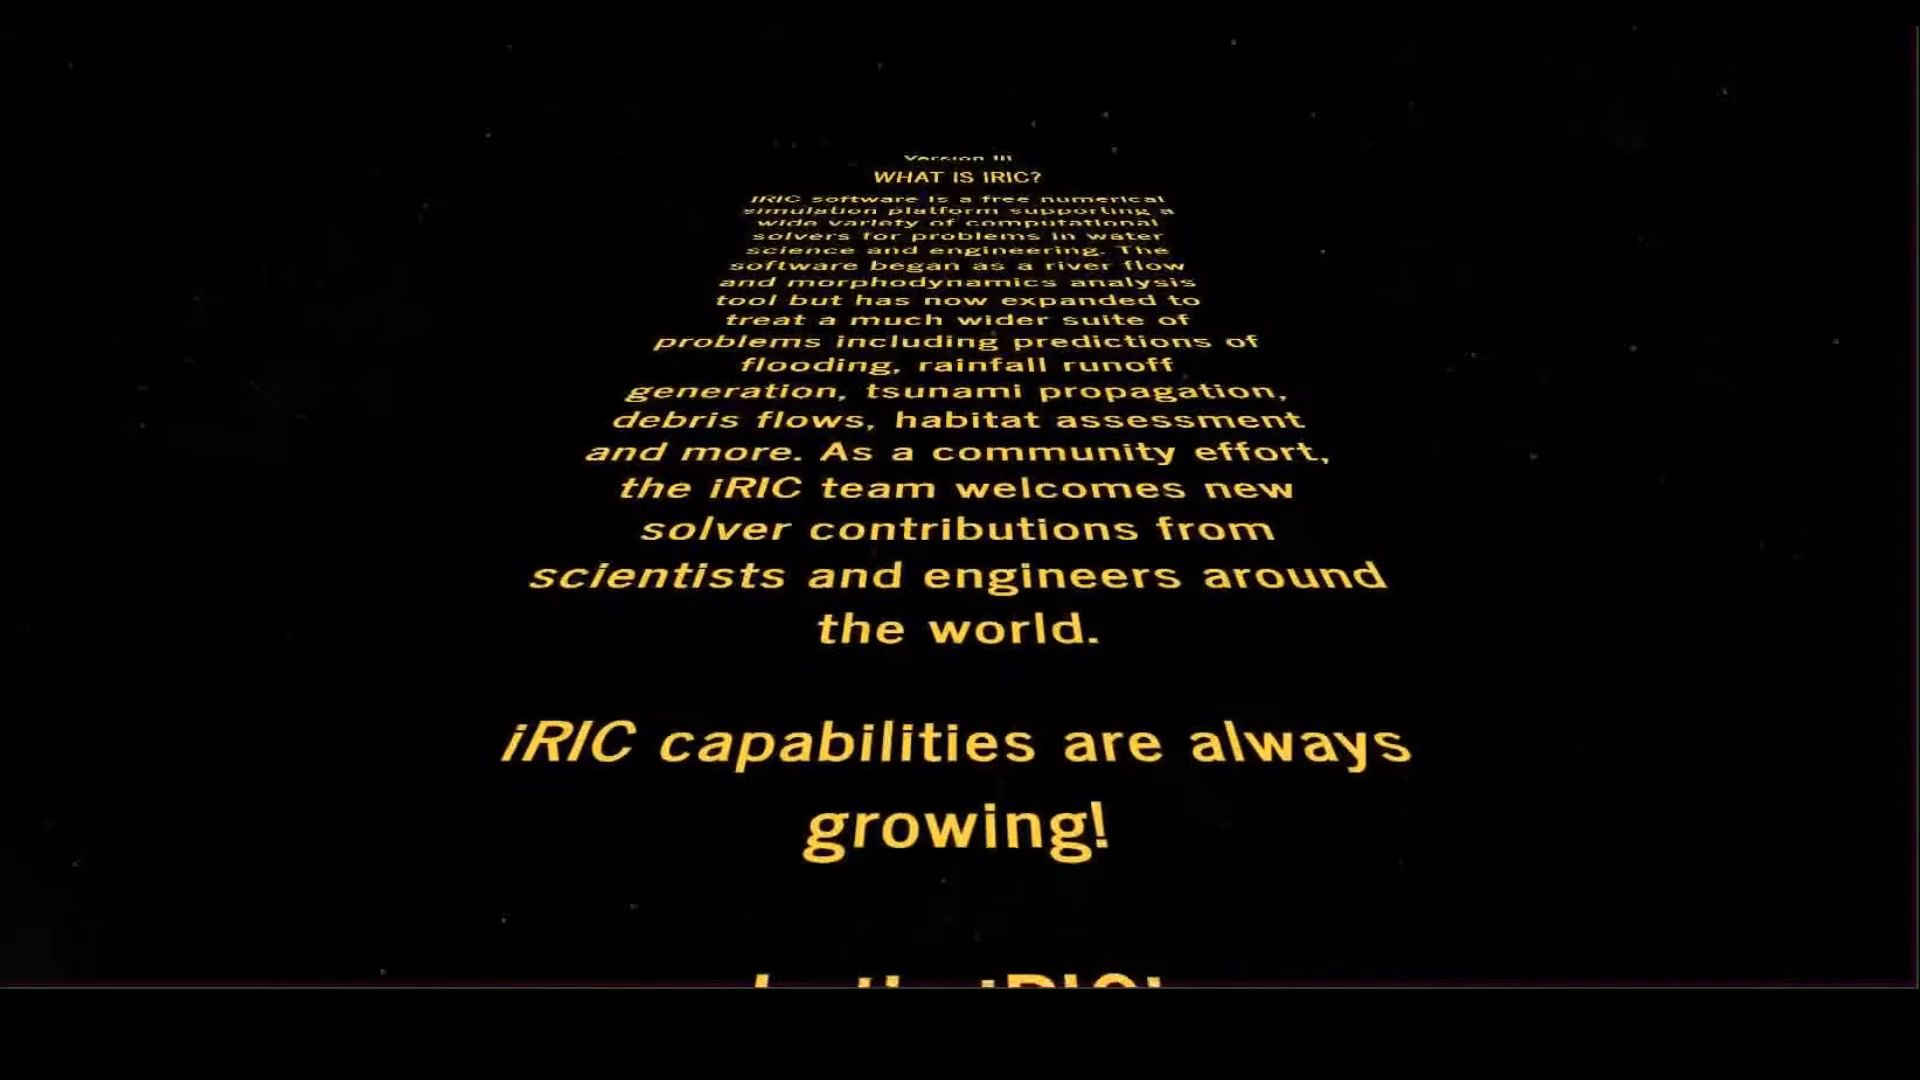 Version III
WHAT IS IRIC?
iRIC software is a free numerical
simulation platform supporting a
wide variety of computational
solvers for problems in water
science and engineering. The
software began as a river flow
and morphodynamics analysis
tool but has now expanded to
treat a much wider suite of
problems including predictions of
flooding, rainfall runoff
generation, tsunami propagation,
debris flows, habitat assessment
and more. As a community effort,
the iRIC team welcomes new
solver contributions from
scientists and engineers around
the world.
iRIC capabilities are always
growing!